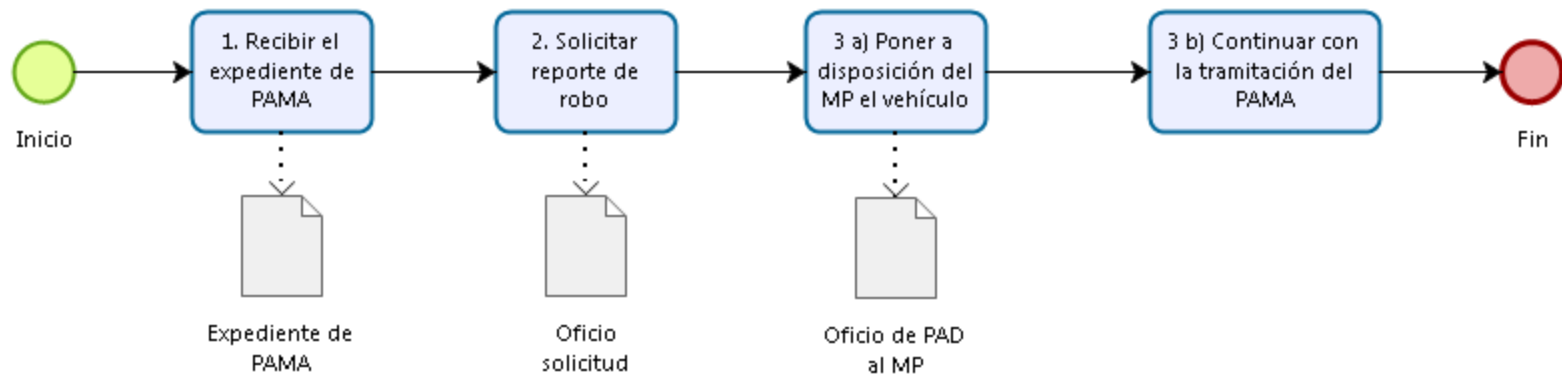 Inicio
1. Recibir el
expediente de
PAMA
2. Solicitar
reporte de
robo
3 a) Poner a
disposición del
MP el vehículo
3 b) Continuar con
la tramitación del
PAMA
Fin
Expediente de
PAMA
Oficio
solicitud
Oficio de PAD
al MP